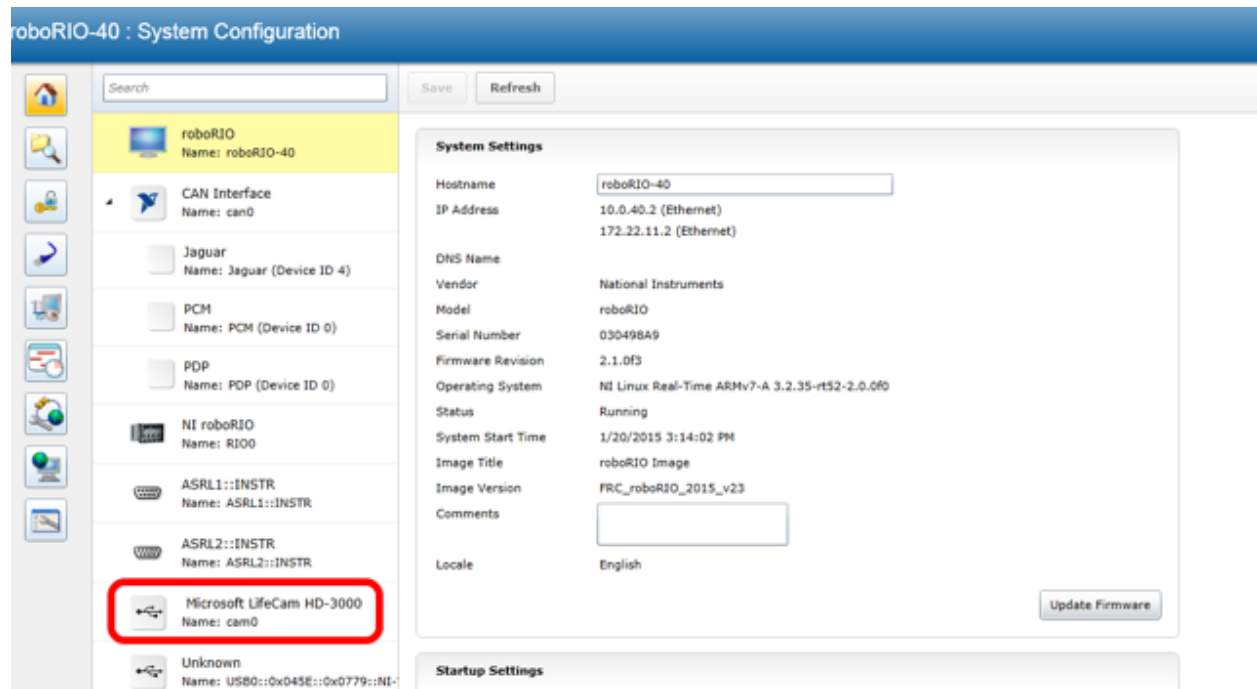 roboRIO-40 : System Configuration
Search
Save Refresh
roboRIO
Name: roboRIO-40
CAN Interface
Name: can0
Jaguar
Name: Jaguar (Device ID 4)
PCM
Name: PCM (Device ID 0)
PDP
Name: PDP (Device ID 0)
NI roboRIO
Name: RIO0
ASRL1::INSTR
Name: ASRL1::INSTR
ASRL2::INSTR
Name: ASRL2::INSTR
Microsoft LifeCam HD-3000
Name: cam0
Unknown
Name: USB0::0x045E::0x0779::NI-
System Settings
Hostname roboRIO-40
IP Address 10.0.40.2 (Ethernet)
172.22.11.2 (Ethernet)
DNS Name
Vendor National Instruments
Model roboRIO
Serial Number 030498A9
Firmware Revision 2.1.0f3
Operating System NI Linux Real-Time ARMv7-A 3.2.35-rt52-2.0.0f0
Status Running
System Start Time 1/20/2015 3:14:02 PM
Image Title roboRIO Image
Image Version FRC_roboRIO_2015_v23
Comments
Locale English
Update Firmware
Startup Settings